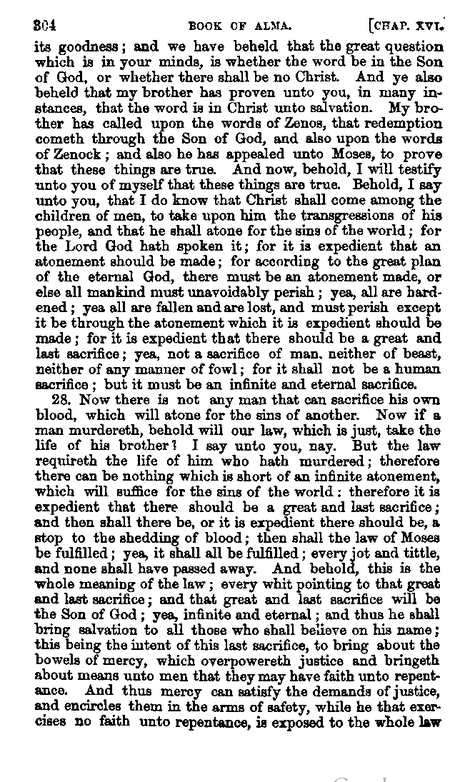 304 BOOK OF ALMA. [CHAP. XVI.
its goodness; and we have beheld that the great question
which is in your minds, is whether the word be in the Son
of God, or whether there shall be no Christ. And ye also
beheld that my brother has proven unto you, in many in-
stances, that the word is in Christ unto salvation. My bro-
ther has called upon the words of Zenos, that redemption
cometh through the Son of God, and also upon the words
of Zenock; and also he has appealed unto Moses, to prove
that these things are true. And now, behold, I will testify
unto you of myself that these things are true. Behold, I say
unto you, that I do know that Christ shall come among the
children of men, to take upon him the transgressions of his
people, and that he shall atone for the sins of the world; for
the Lord God hath spoken it; for it is expedient that an
atonement should be made; for according to the great plan
of the eternal God, there must be an atonement made, or
else all mankind must unavoidably perish; yea, all are hard-
ened; yea all are fallen and are lost, and must perish except
it be through the atonement which it is expedient should be
made; for it is expedient that there should be a great and
last sacrifice; yea, not a sacrifice of man, neither of beast,
neither of any manner of fowl; for it shall not be a human
sacrifice; but it must be an infinite and eternal sacrifice.
28. Now there is not any man that can sacrifice his own
blood, which will atone for the sins of another. Now if a
man murdereth, behold will our law, which is just, take the
life of his brother? I say unto you, nay. But the law
requireth the life of him who hath murdered; therefore
there can be nothing which is short of an infinite atonement,
which will suffice for the sins of the world: therefore it is
expedient that there should be a great and last sacrifice;
and then shall there be, or it is expedient there should be, a
stop to the shedding of blood; then shall the law of Moses
be fulfilled; yea, it shall all be fulfilled; every jot and tittle,
and none shall have passed away. And behold, this is the
whole meaning of the law; every whit pointing to that great
and last sacrifice; and that great and last sacrifice will be
the Son of God; yea, infinite and eternal; and thus he shall
bring salvation to all those who shall believe on his name;
this being the intent of this last sacrifice, to bring about the
bowels of mercy, which overpowereth justice and bringeth
about means unto men that they may have faith unto repent-
ance. And thus mercy can satisfy the demands of justice,
and encircles them in the arms of safety, while he that exer-
cises no faith unto repentance, is exposed to the whole law